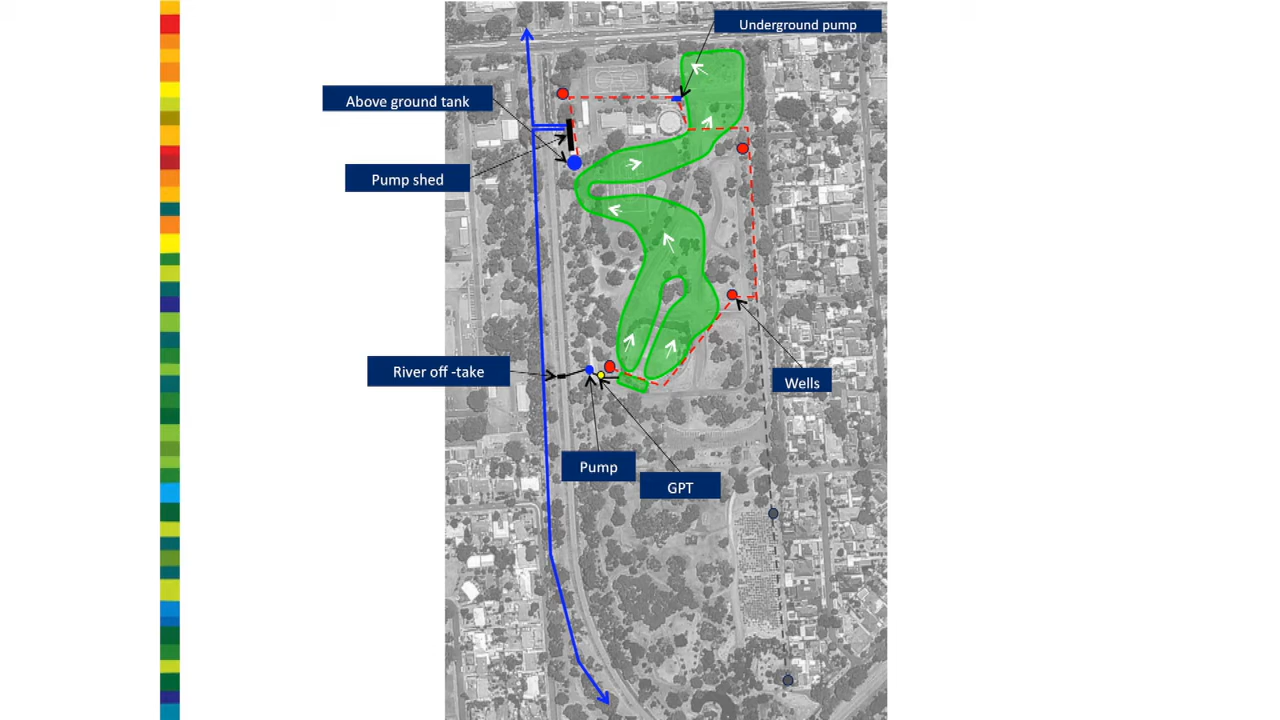 Underground pump
Above ground tank
Pump shed
River off -take
Wells
Pump
GPT